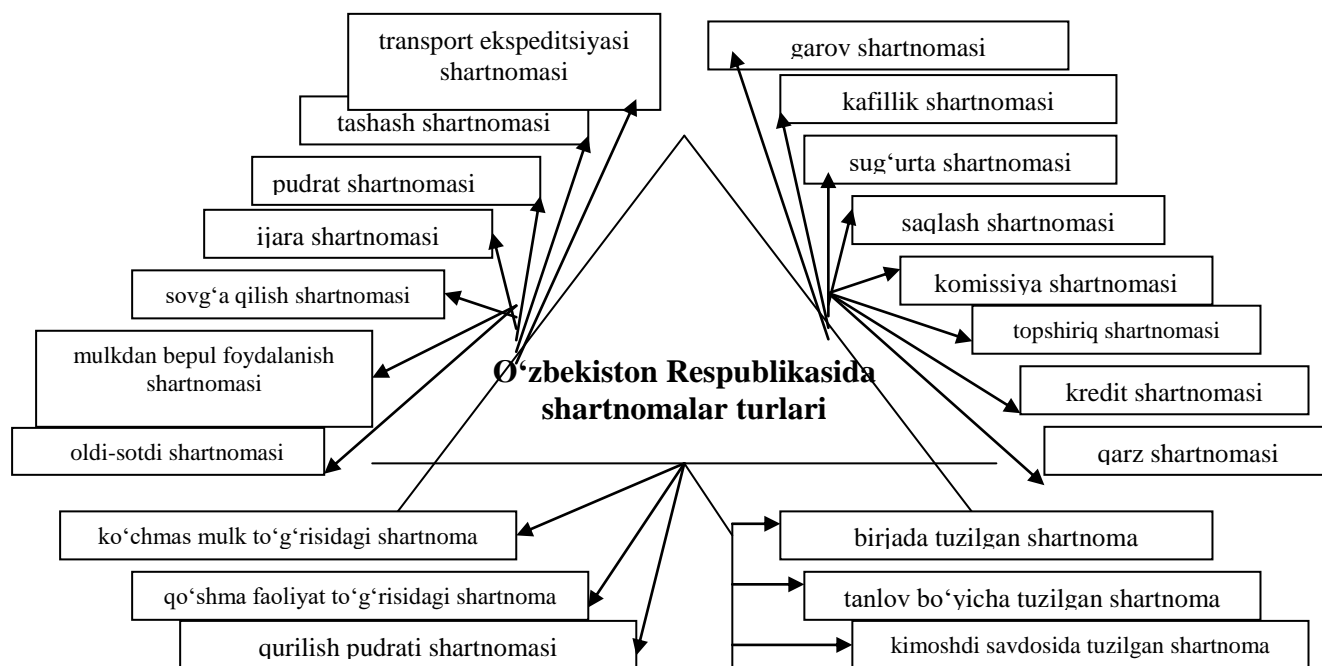 transport ekspeditsiyasi
shartnomasi
tashash shartnomasi
pudrat shartnomasi
ijara shartnomasi
sovg‘a qilish shartnomasi
mulkdan bepul foydalanish
shartnomasi
oldi-sotdi shartnomasi
garov shartnomasi
kafillik shartnomasi
sug‘urta shartnomasi
saqlash shartnomasi
komissiya shartnomasi
topshiriq shartnomasi
kredit shartnomasi
qarz shartnomasi
O‘zbekiston Respublikasida
shartnomalar turlari
ko‘chmas mulk to‘g‘risidagi shartnoma
qo‘shma faoliyat to‘g‘risidagi shartnoma
qurilish pudrati shartnomasi
birjada tuzilgan shartnoma
tanlov bo‘yicha tuzilgan shartnoma
kimoshdi savdosida tuzilgan shartnoma